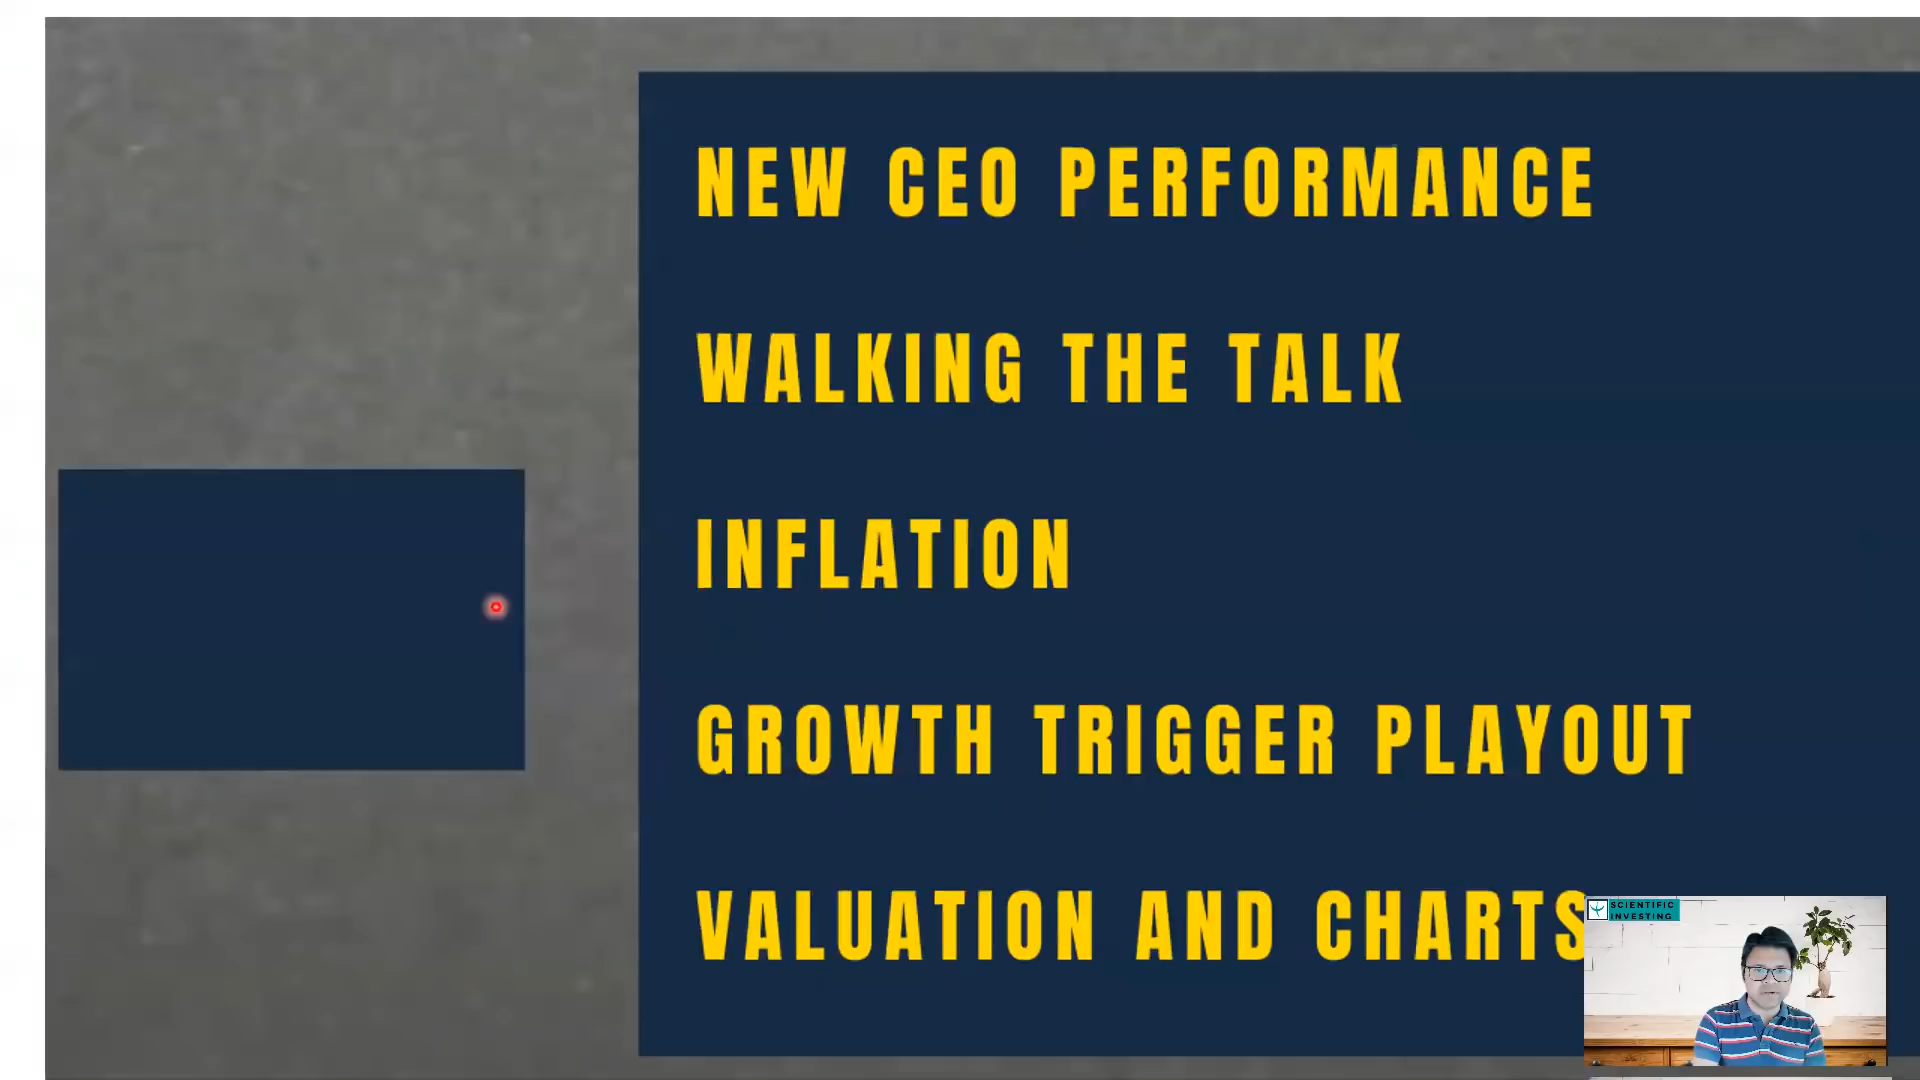 NEW CEO PERFORMANCE
WALKING THE TALK
INFLATION
GROWTH TRIGGER PLAYOUT
VALUATION AND CHARTS
SCIENTIFIC
INVESTING